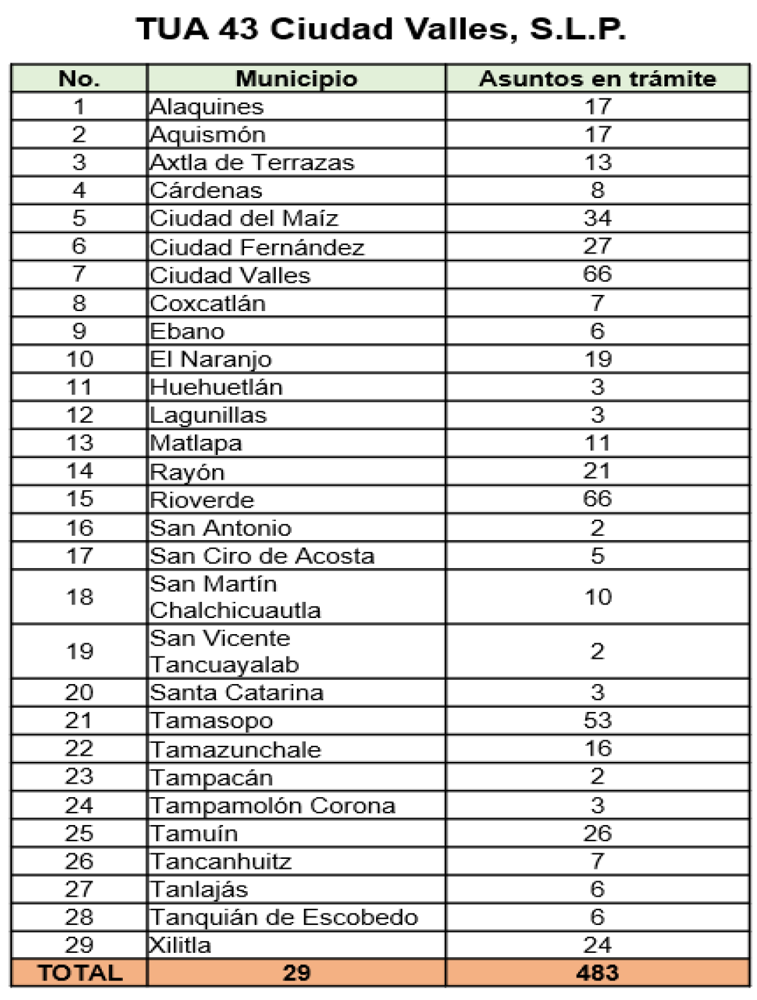 TUA 43 Ciudad Valles, S.L.P.
No. Municipio Asuntos en trámite
1 Alaquines 17
2 Aquismón 17
3 Axtla de Terrazas 13
4 Cárdenas 8
5 Ciudad del Maíz 34
6 Ciudad Fernández 27
7 Ciudad Valles 66
8 Coxcatlán 7
9 Ebano 6
10 El Naranjo 19
11 Huehuetlán 3
12 Lagunillas 3
13 Matlapa 11
14 Rayón 21
15 Rioverde 66
16 San Antonio 2
17 San Ciro de Acosta 5
18 San Martín
Chalchicuautla 10
19 San Vicente
Tancuayalab 2
20 Santa Catarina 3
21 Tamasopo 53
22 Tamazunchale 16
23 Tampacán 2
24 Tampamolón Corona 3
25 Tamuín 26
26 Tancanhuitz 7
27 Tanlajás 6
28 Tanquián de Escobedo 6
29 Xilitla 24
TOTAL 29 483